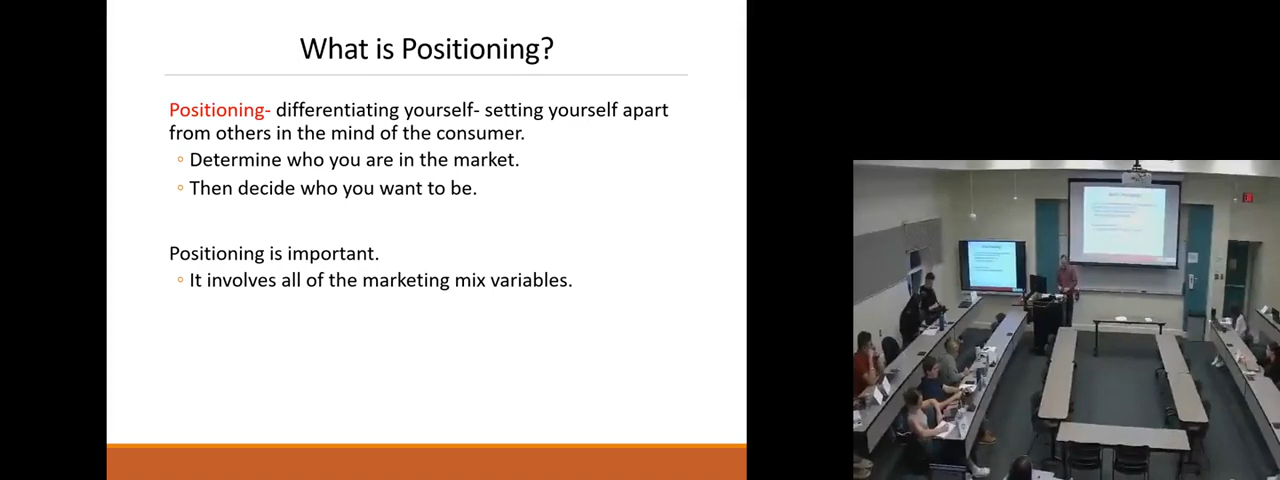 What is Positioning?
Positioning- differentiating yourself- setting yourself apart
from others in the mind of the consumer.
◦ Determine who you are in the market.
◦ Then decide who you want to be.
Positioning is important.
◦ It involves all of the marketing mix variables.